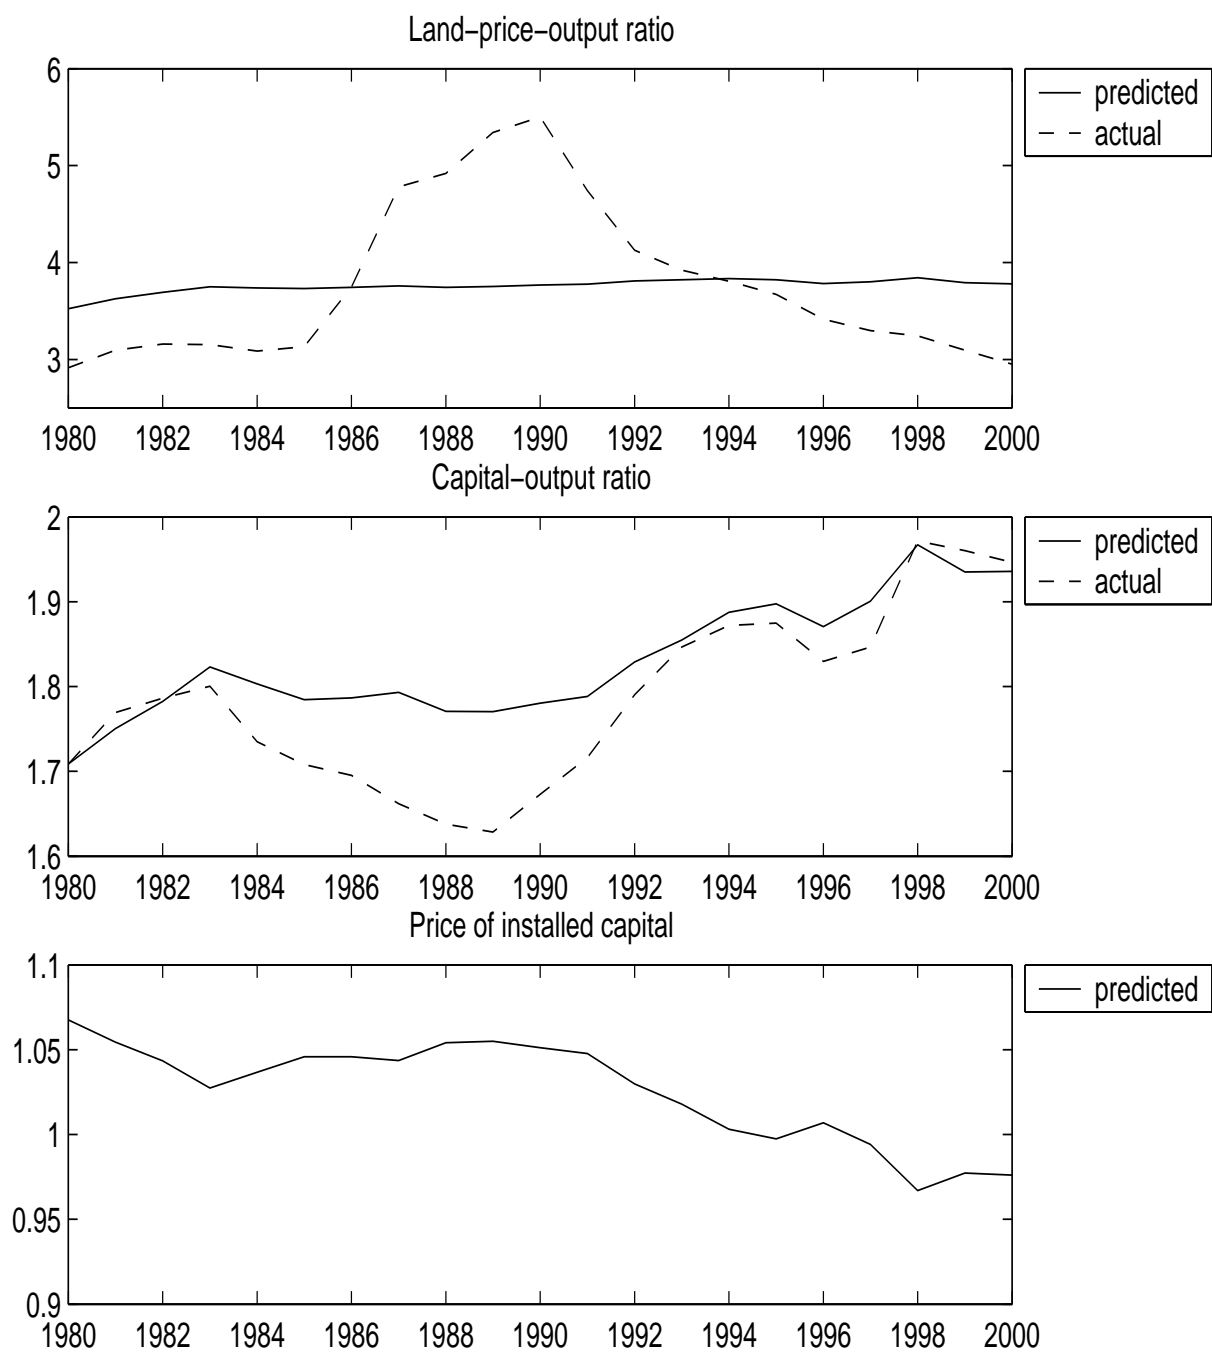 Land−price−output ratio
6
5
4
3
1980 1982 1984 1986 1988 1990 1992 1994 1996 1998 2000
predicted
actual
Capital−output ratio
2
1.9
1.8
1.7
1.6
1980 1982 1984 1986 1988 1990 1992 1994 1996 1998 2000
predicted
actual
Price of installed capital
1.1
1.05
1
0.95
0.9
1980 1982 1984 1986 1988 1990 1992 1994 1996 1998 2000
predicted